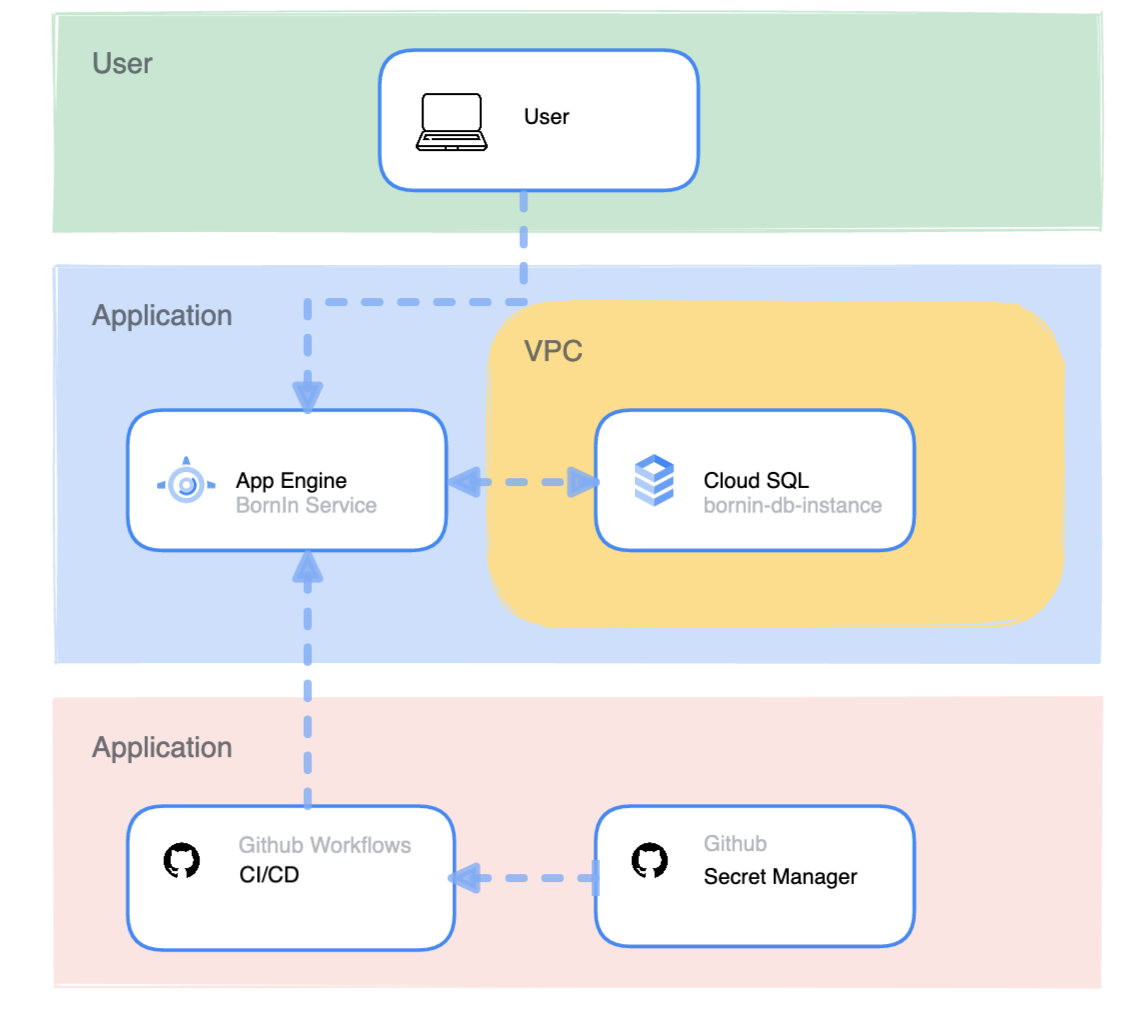 User
User
Application
VPC
App Engine
BornIn Service
Cloud SQL
bornin-db-instance
Application
Github Workflows
CI/CD
Github
Secret Manager